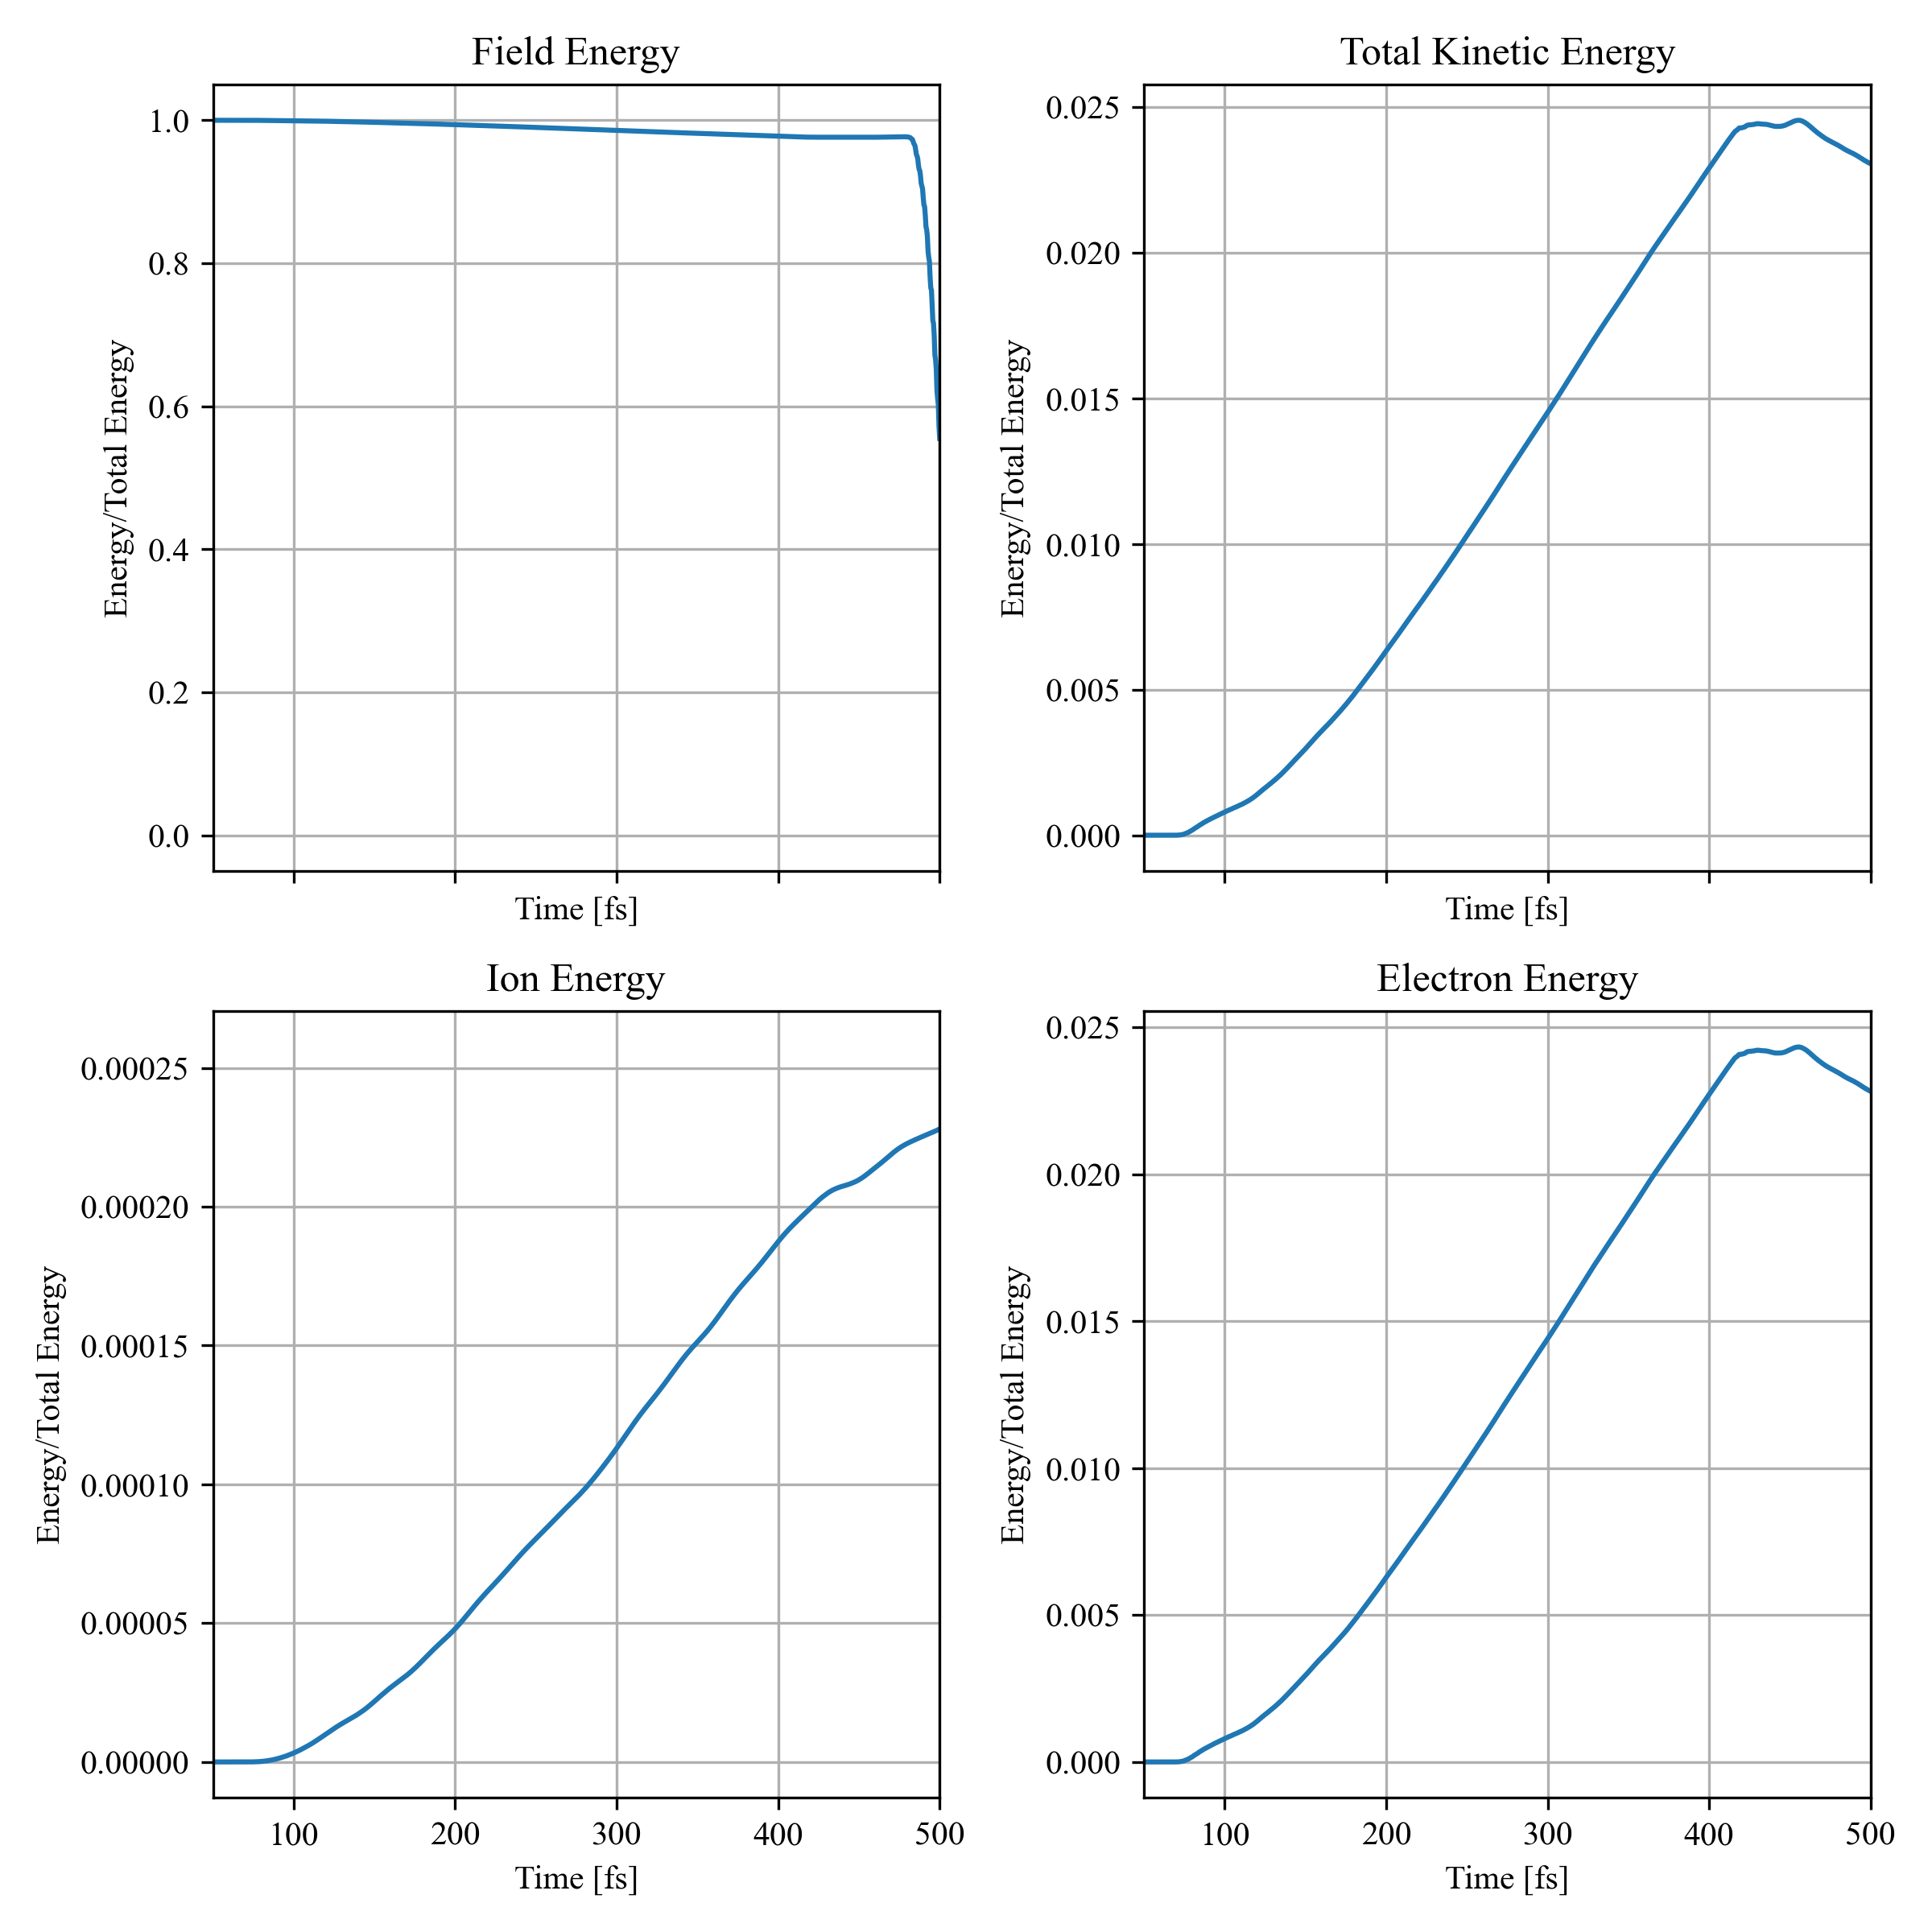 Field Energy
Energy/Total Energy
1.0
0.8
0.6
0.4
0.2
0.0
Time [fs]
Total Kinetic Energy
Energy/Total Energy
0.025
0.020
0.015
0.010
0.005
0.000
Time [fs]
Ion Energy
Energy/Total Energy
0.00025
0.00020
0.00015
0.00010
0.00005
0.00000
100 200 300 400 500
Time [fs]
Electron Energy
Energy/Total Energy
0.025
0.020
0.015
0.010
0.005
0.000
100 200 300 400 500
Time [fs]